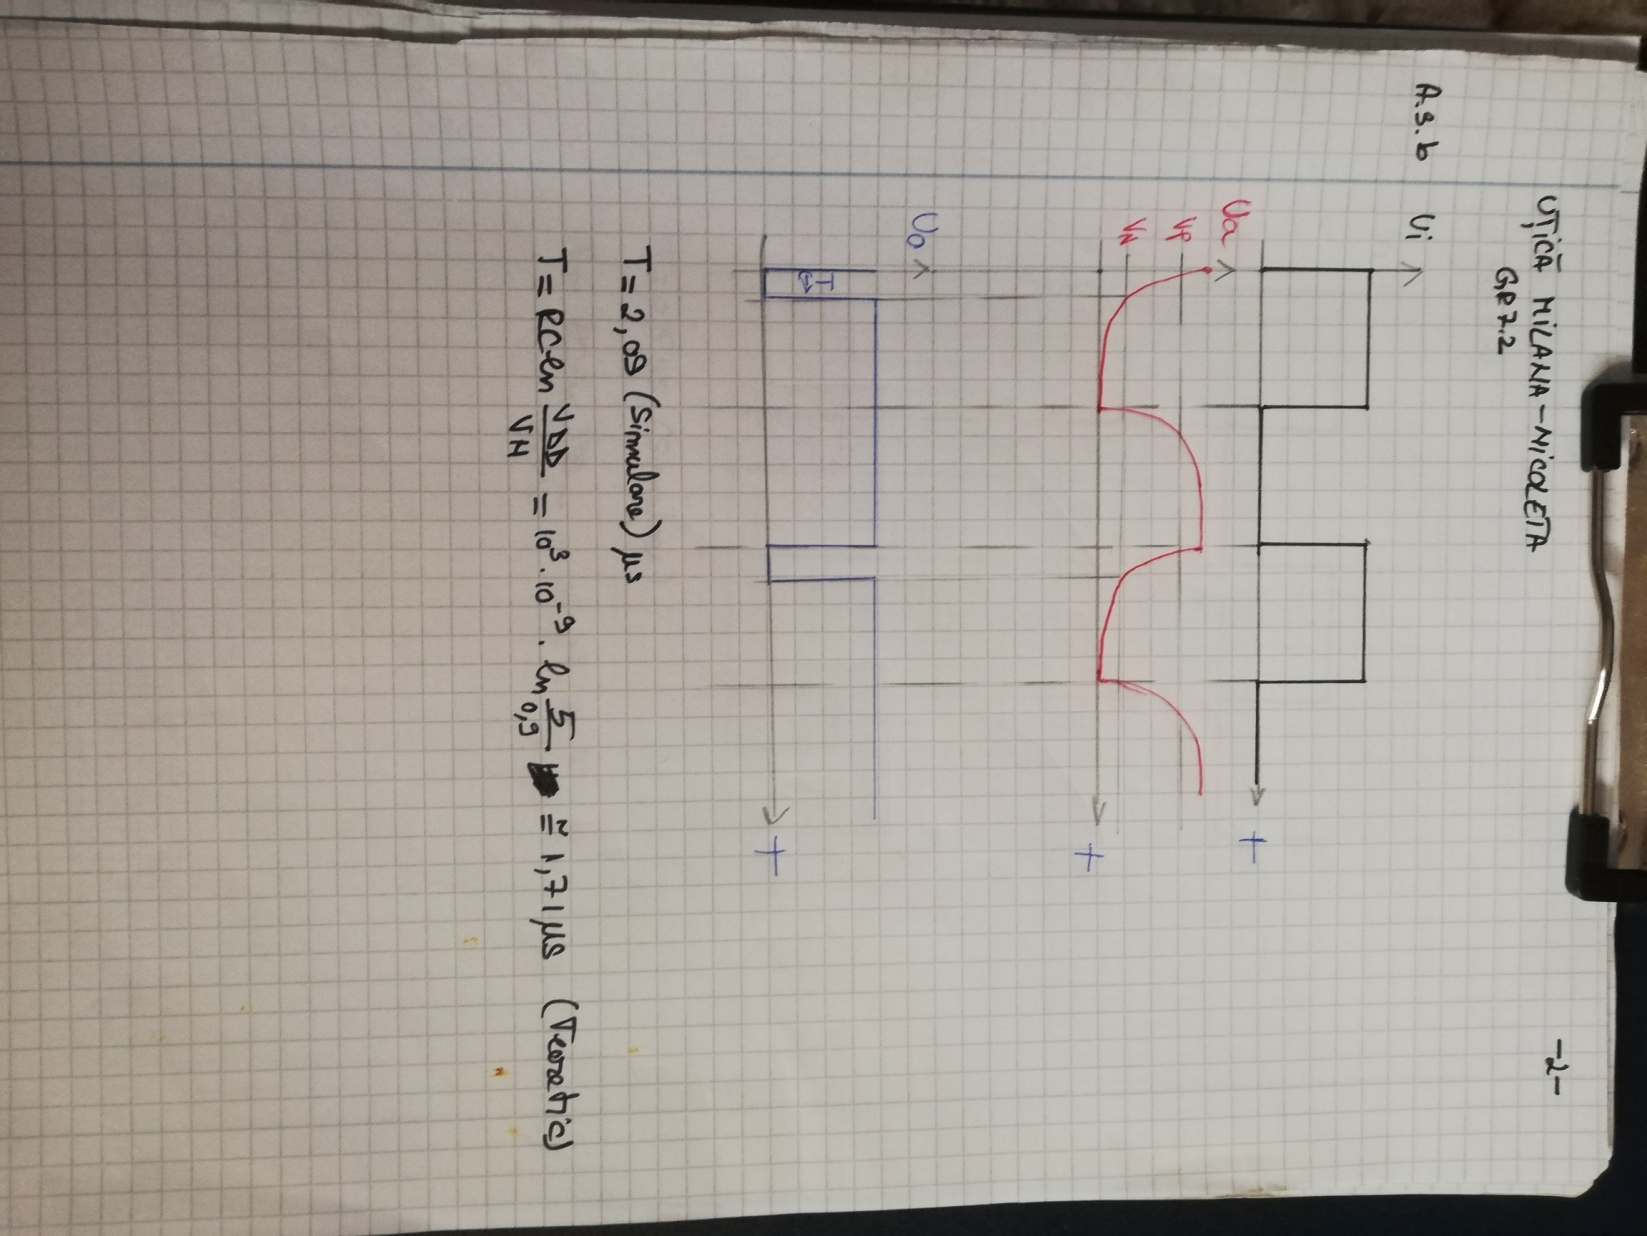 -2-
UȚICĂ MILANA-NICOLETA
GR 7.2
A.3.b
Ui
t
Ua
VP
VN
t
Uo
T
t
T = 2,09 (Simulare) µs
T = RC ln VDD/VN = 10³ · 10⁻⁹ · ln 5/0,9 ≅ 1,71 µs (Teoretic)